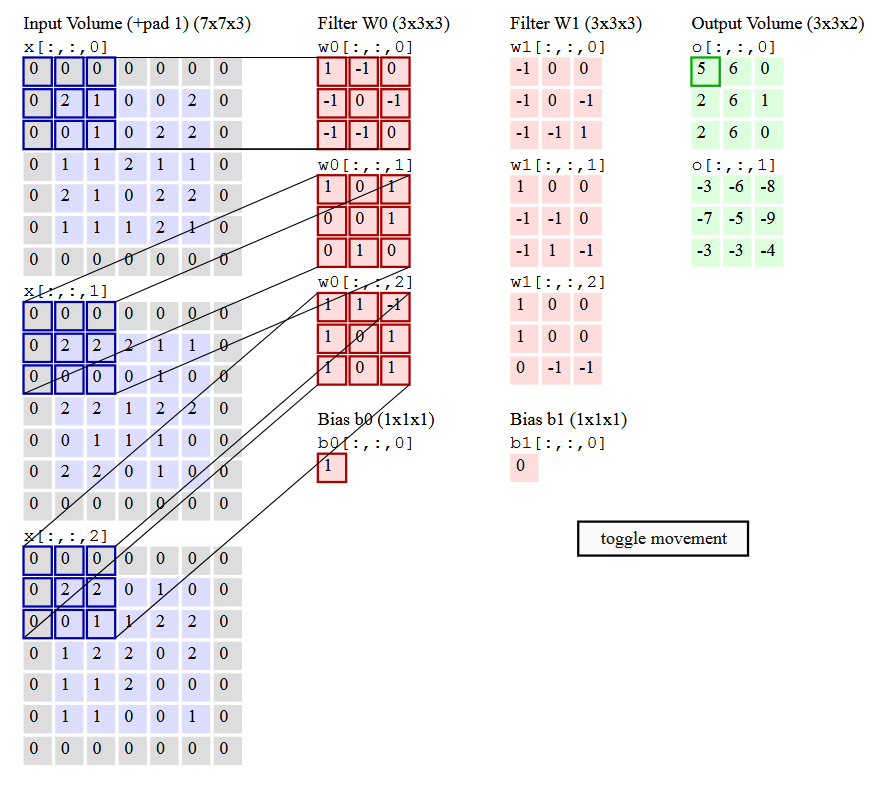 Input Volume (+pad 1) (7x7x3)
x[:,:,0]
0 0 0 0 0 0 0
0 2 1 0 0 2 0
0 0 1 0 2 2 0
0 1 1 2 1 1 0
0 2 1 0 2 2 0
0 1 1 1 2 1 0
0 0 0 0 0 0 0
x[:,:,1]
0 0 0 0 0 0 0
0 2 2 2 1 1 0
0 0 0 0 1 0 0
0 2 2 1 2 2 0
0 0 1 1 1 0 0
0 2 2 0 1 0 0
0 0 0 0 0 0 0
x[:,:,2]
0 0 0 0 0 0 0
0 2 2 0 1 0 0
0 0 1 1 2 2 0
0 1 2 2 0 2 0
0 1 1 2 0 0 0
0 1 1 0 0 1 0
0 0 0 0 0 0 0
Filter W0 (3x3x3)
w0[:,:,0]
1 -1 0
-1 0 -1
-1 -1 0
w0[:,:,1]
1 0 1
0 0 1
0 1 0
w0[:,:,2]
1 1 -1
1 0 1
1 0 1
Bias b0 (1x1x1)
b0[:,:,0]
1
Filter W1 (3x3x3)
w1[:,:,0]
-1 0 0
-1 0 -1
-1 -1 1
w1[:,:,1]
1 0 0
-1 -1 0
-1 1 -1
w1[:,:,2]
1 0 0
1 0 0
0 -1 -1
Bias b1 (1x1x1)
b1[:,:,0]
0
Output Volume (3x3x2)
o[:,:,0]
5 6 0
2 6 1
2 6 0
o[:,:,1]
-3 -6 -8
-7 -5 -9
-3 -3 -4
toggle movement